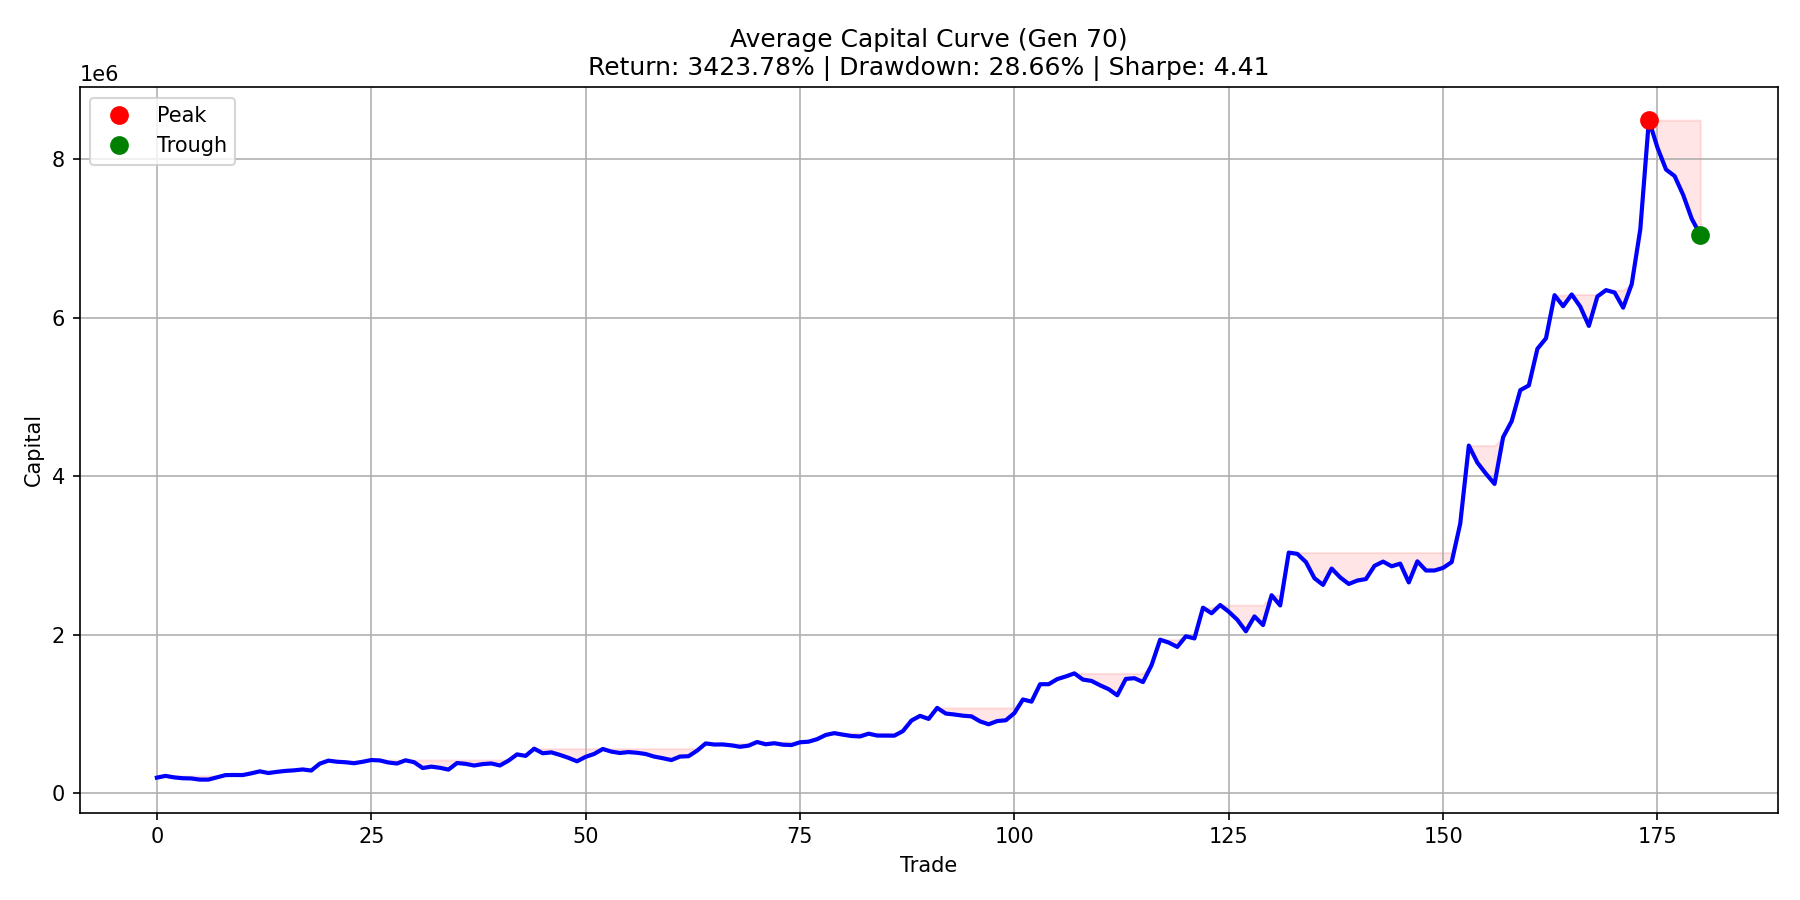 Average Capital Curve (Gen 70)
Return: 3423.78% | Drawdown: 28.66% | Sharpe: 4.41
1e6
Peak
Trough
8
6
4
2
0
Capital
0 25 50 75 100 125 150 175
Trade